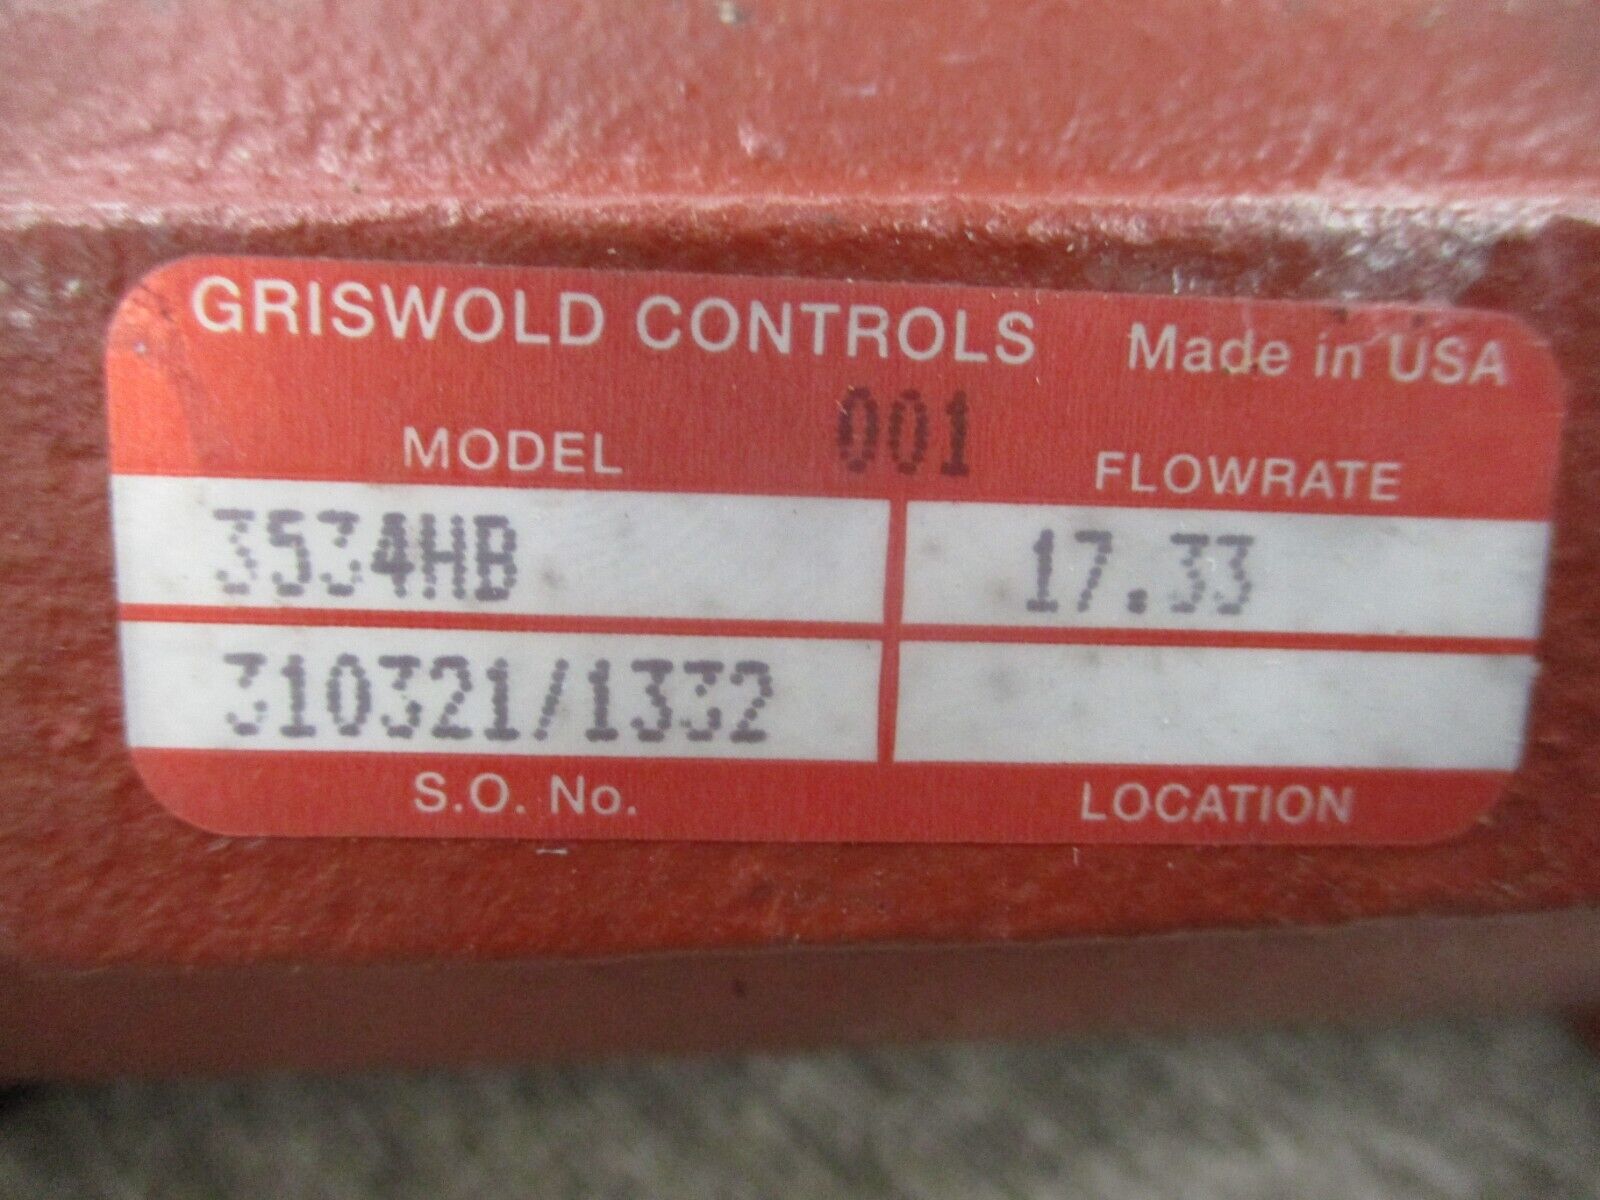 GRISWOLD CONTROLS Made in USA
MODEL 001 FLOWRATE
3534HB 17.33
310321/1332
S.O. No. LOCATION